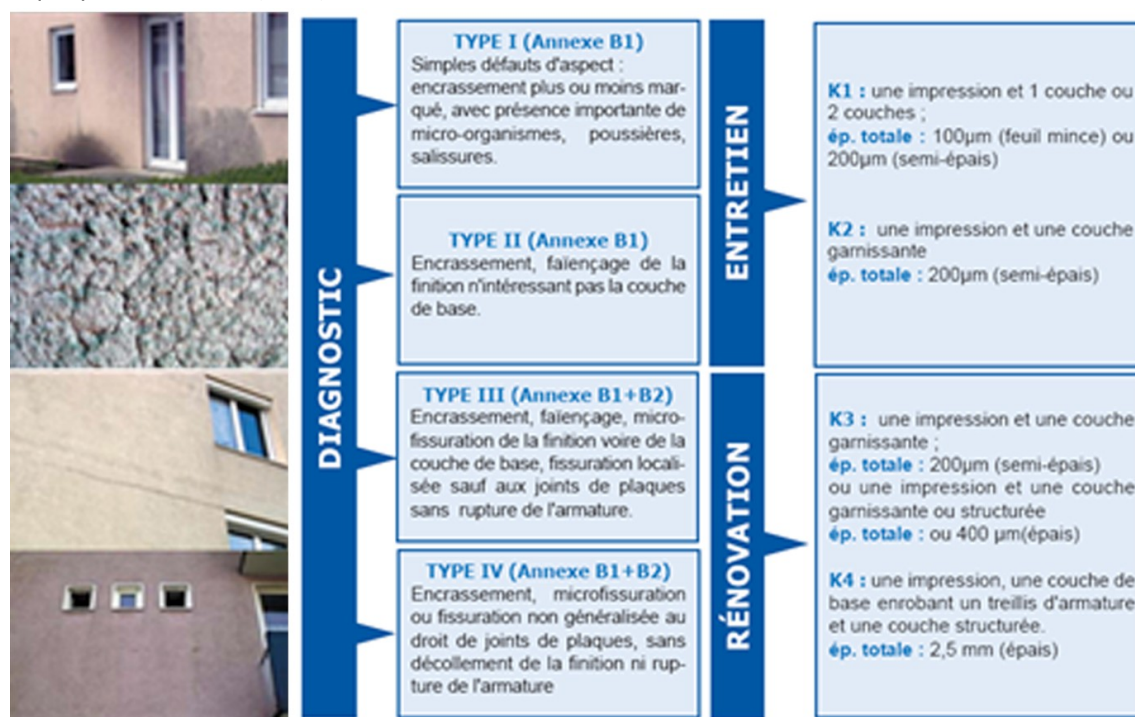 DIAGNOSTIC
TYPE I (Annexe B1)
Simples défauts d'aspect :
encrassement plus ou moins mar-
qué, avec présence importante de
micro-organismes, poussières,
salissures.
TYPE II (Annexe B1)
Encrassement, faïençage de la
finition n'intéressant pas la couche
de base.
TYPE III (Annexe B1+B2)
Encrassement, faïençage, micro-
fissuration de la finition voire de la
couche de base, fissuration locali-
sée sauf aux joints de plaques
sans rupture de l'armature.
TYPE IV (Annexe B1+B2)
Encrassement, microfissuration
ou fissuration non généralisée au
droit de joints de plaques, sans
décollement de la finition ni rup-
ture de l'armature
ENTRETIEN
K1 : une impression et 1 couche ou
2 couches ;
ép. totale : 100µm (feuil mince) ou
200µm (semi-épais)
K2 : une impression et une couche
garnissante
ép. totale : 200µm (semi-épais)
RÉNOVATION
K3 : une impression et une couche
garnissante ;
ép. totale : 200µm (semi-épais)
ou une impression et une couche
garnissante ou structurée
ép. totale : ou 400 µm(épais)
K4 : une impression, une couche de
base enrobant un treillis d'armature
et une couche structurée.
ép. totale : 2,5 mm (épais)